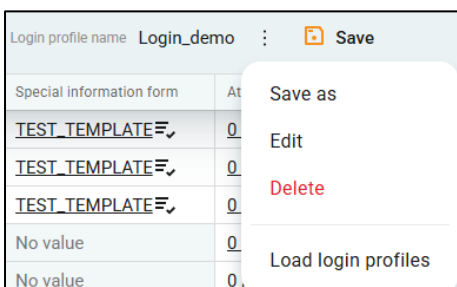 Login profile name Login_demo Save
Special information form At
Save as
TEST_TEMPLATE 0
Edit
TEST_TEMPLATE 0
Delete
TEST_TEMPLATE 0
No value 0
Load login profiles
No value 0